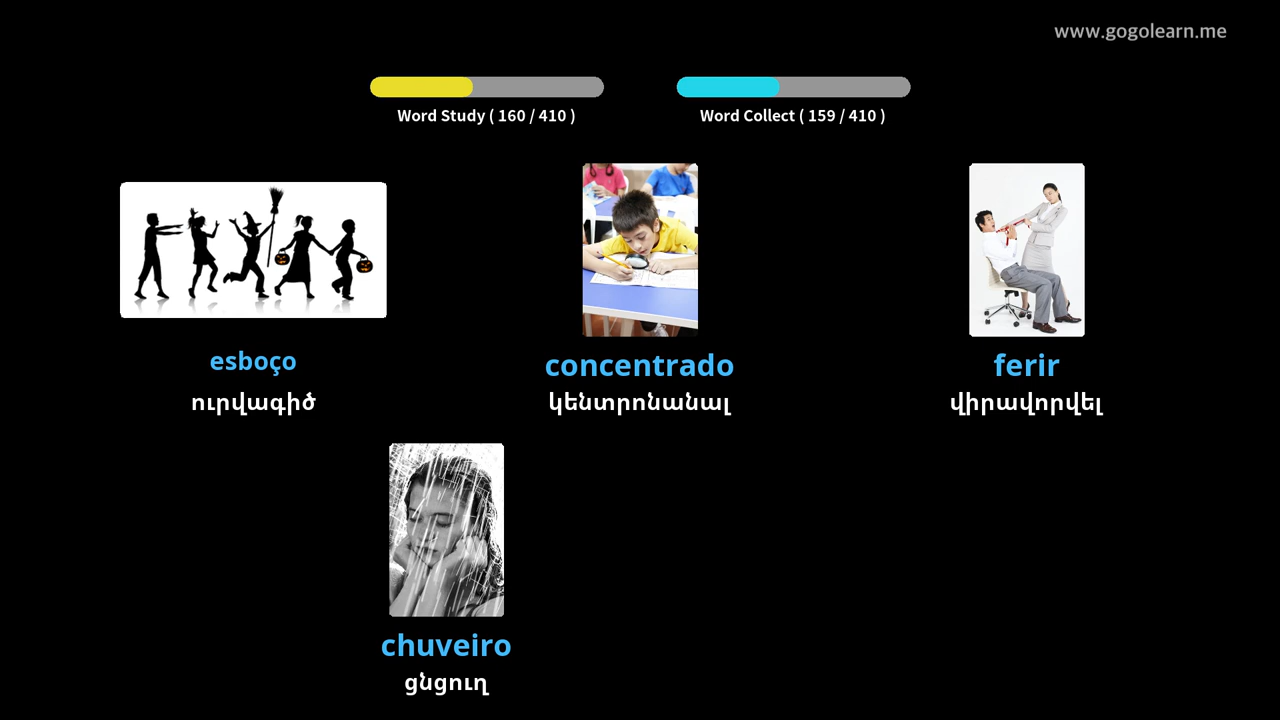 www.gogolearn.me
Word Study ( 160 / 410 )
Word Collect ( 159 / 410 )
esboço
ուրվագիծ
concentrado
կենտրոնանալ
ferir
վիրավորվել
chuveiro
ցնցուղ